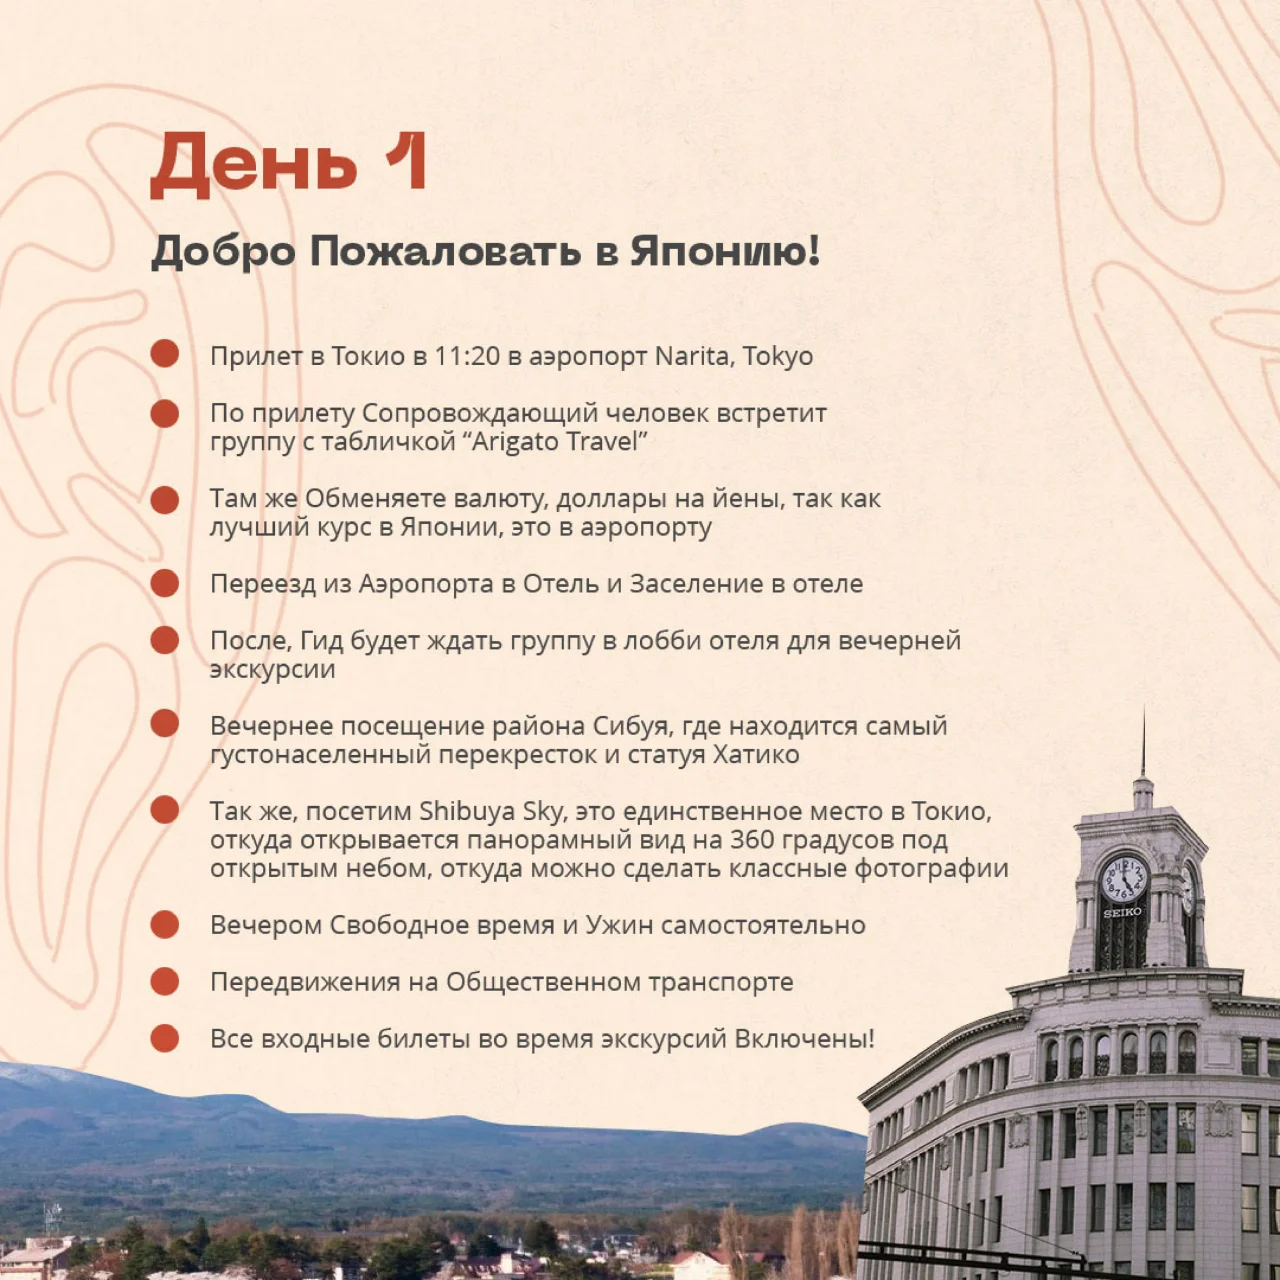 День 1
Добро Пожаловать в Японию!
Прилет в Токио в 11:20 в аэропорт Narita, Tokyo
По прилету Сопровождающий человек встретит
группу с табличкой “Arigato Travel”
Там же Обменяете валюту, доллары на йены, так как
лучший курс в Японии, это в аэропорту
Переезд из Аэропорта в Отель и Заселение в отеле
После, Гид будет ждать группу в лобби отеля для вечерней
экскурсии
Вечернее посещение района Сибуя, где находится самый
густонаселенный перекресток и статуя Хатико
Так же, посетим Shibuya Sky, это единственное место в Токио,
откуда открывается панорамный вид на 360 градусов под
открытым небом, откуда можно сделать классные фотографии
SEIKO
Вечером Свободное время и Ужин самостоятельно
Передвижения на Общественном транспорте
Все входные билеты во время экскурсий Включены!